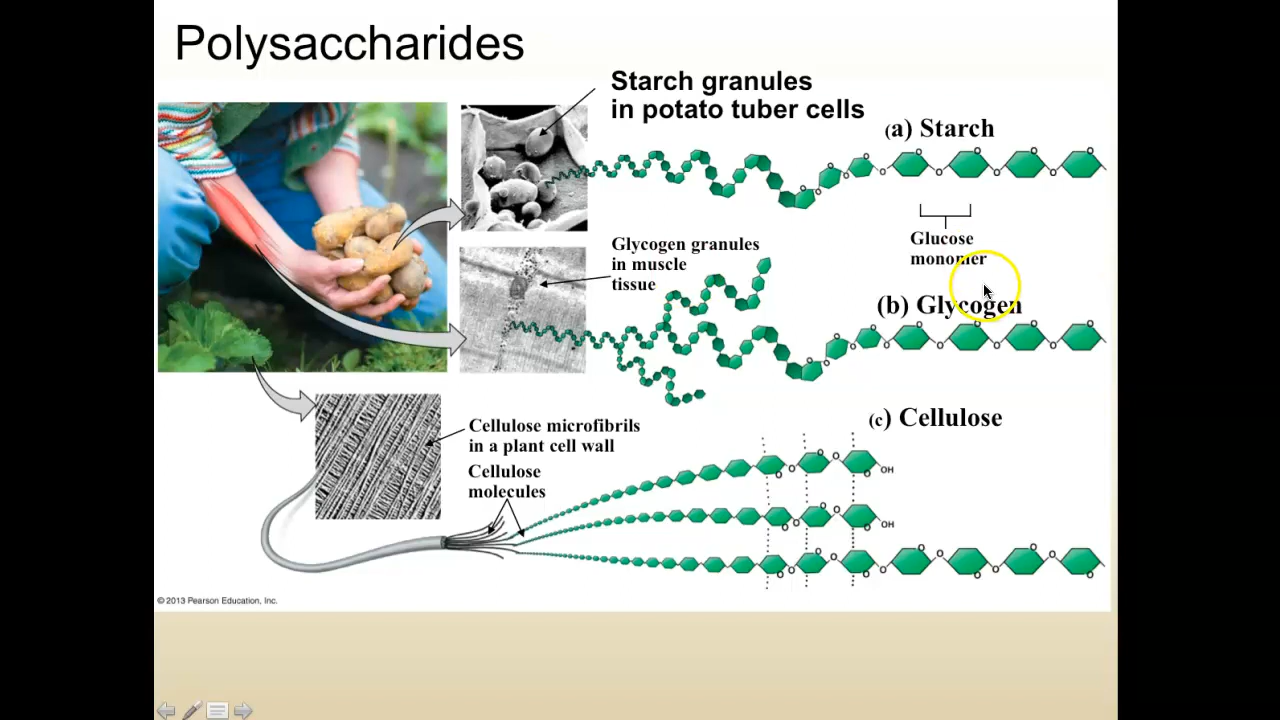 Polysaccharides
Starch granules
in potato tuber cells
(a) Starch
Glucose
monomer
Glycogen granules
in muscle
tissue
(b) Glycogen
(c) Cellulose
Cellulose microfibrils
in a plant cell wall
Cellulose
molecules
O O O O O O O O O O O
O O O O O O O O O O O
O O O O OH
O O O O OH
O O O O O O O O O O O O
© 2013 Pearson Education, Inc.